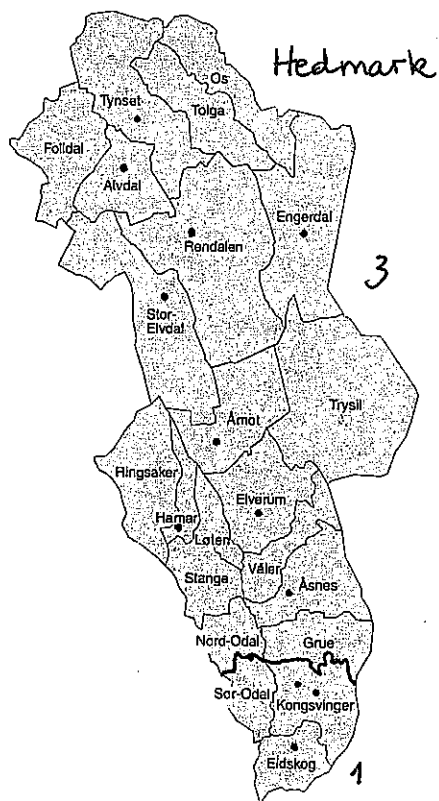 Hedmark
Os
Tynset
Tolga
Folldal
Alvdal
Engerdal
Rendalen
3
Stor-
Elvdal
Trysil
Åmot
Ringsaker
Elverum
Hamar
Løten
Våler
Stange
Åsnes
Nord-Odal
Grue
Sør-Odal
Kongsvinger
Eidskog
1